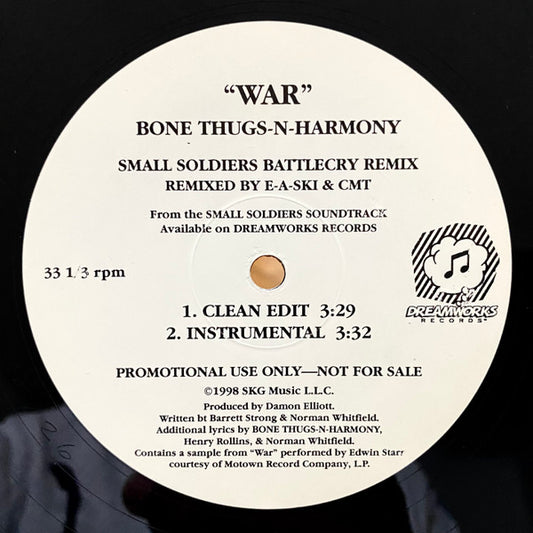 “WAR”
BONE THUGS-N-HARMONY
SMALL SOLDIERS BATTLECRY REMIX
REMIXED BY E-A-SKI & CMT
From the SMALL SOLDIERS SOUNDTRACK
Available on DREAMWORKS RECORDS
33 1/3 rpm
DREAMWORKS
RECORDS™
1. CLEAN EDIT 3:29
2. INSTRUMENTAL 3:32
PROMOTIONAL USE ONLY—NOT FOR SALE
©1998 SKG Music L.L.C.
Produced by Damon Elliott.
Written bt Barrett Strong & Norman Whitfield.
Additional lyrics by BONE THUGS-N-HARMONY,
Henry Rollins, & Norman Whitfield.
Contains a sample from “War” performed by Edwin Starr
courtesy of Motown Record Company, L.P.